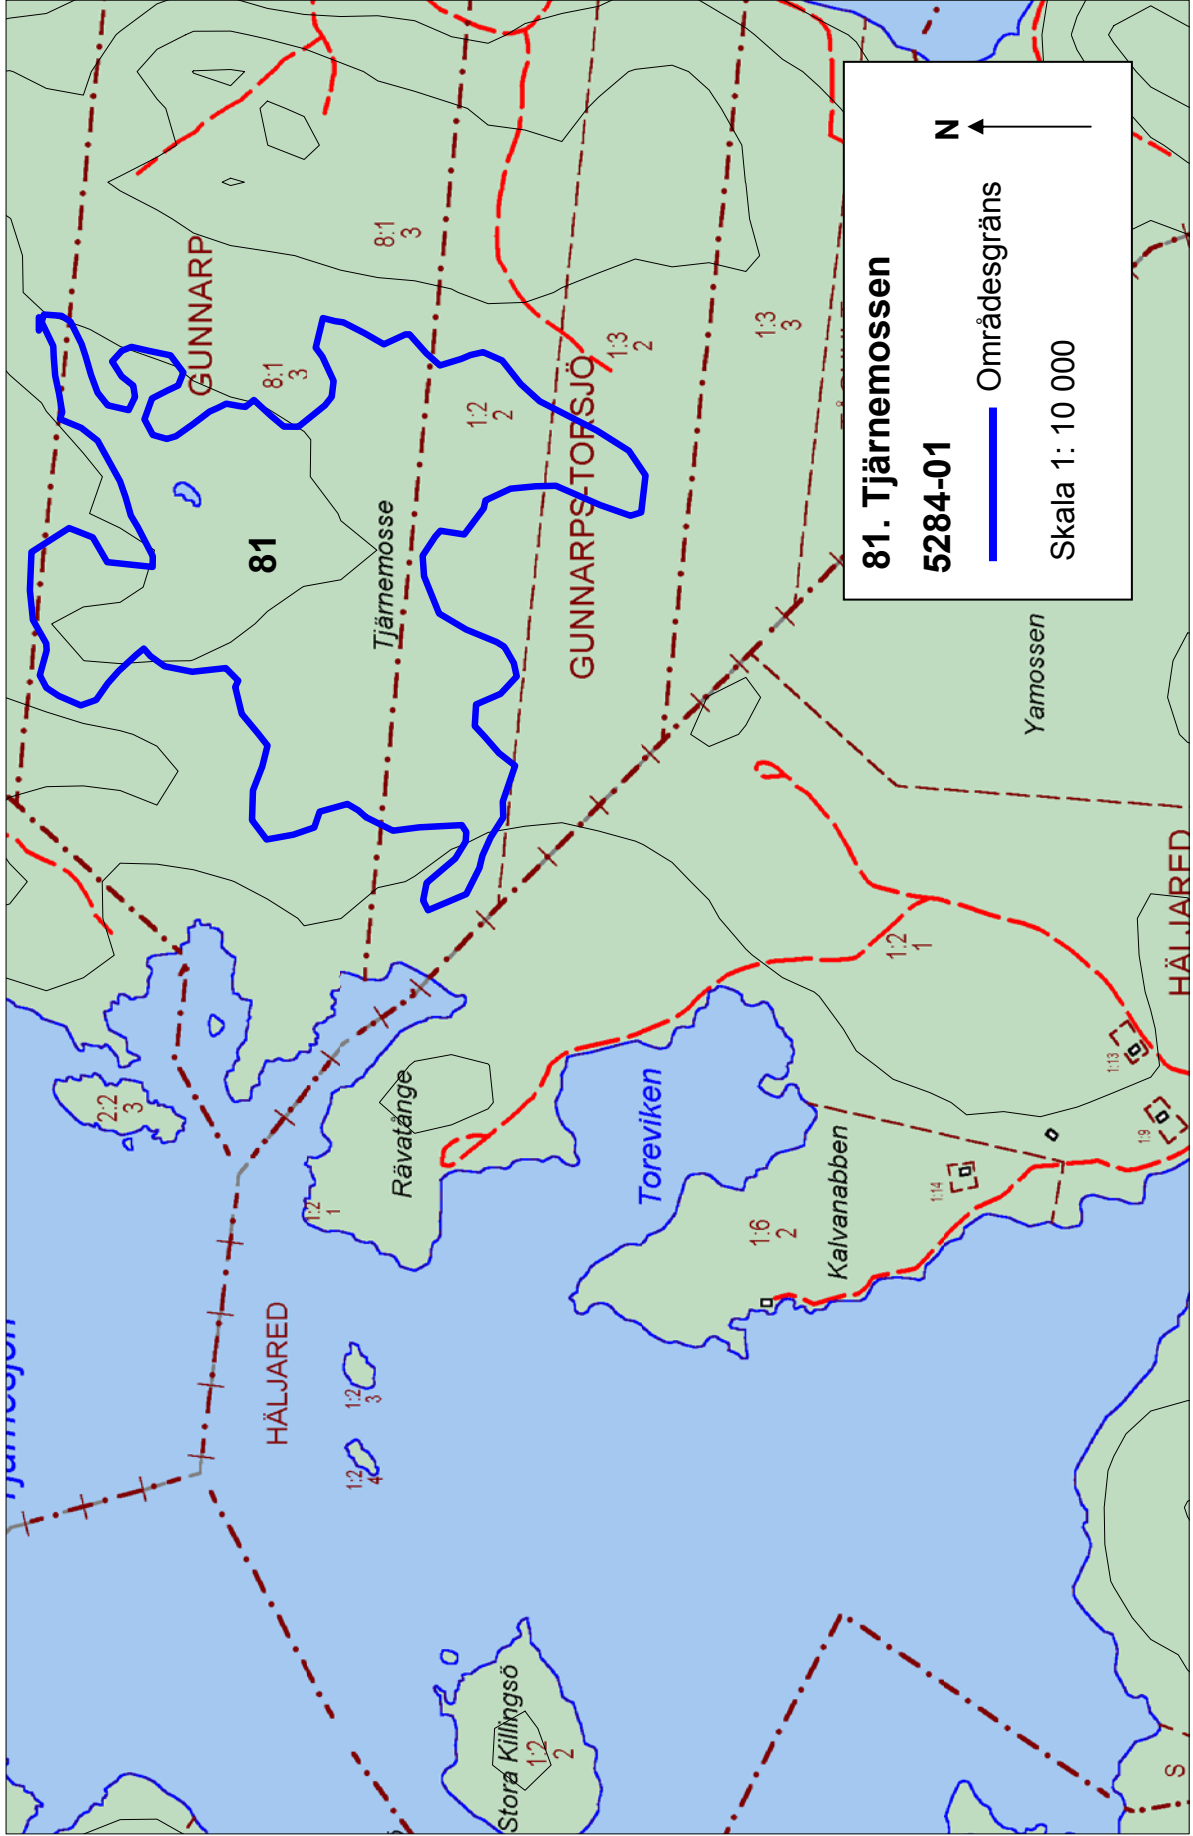 81. Tjärnemossen
5284-01
Områdesgräns
Skala 1: 10 000
N
GUNNARP
8:1
3
8:1
3
81
Tjärnemosse
1:2
2
GUNNARPS-TORSJÖ
1:3
2
1:3
3
Yamossen
HÄLJARED
1:2
1
1:13
1:9
1:14
Toreviken
Kalvanabben
1:6
2
Rävatånge
1:2
1
2:2
3
HÄLJARED
1:2
3
1:2
4
Stora Killingsö
1:2
2
S